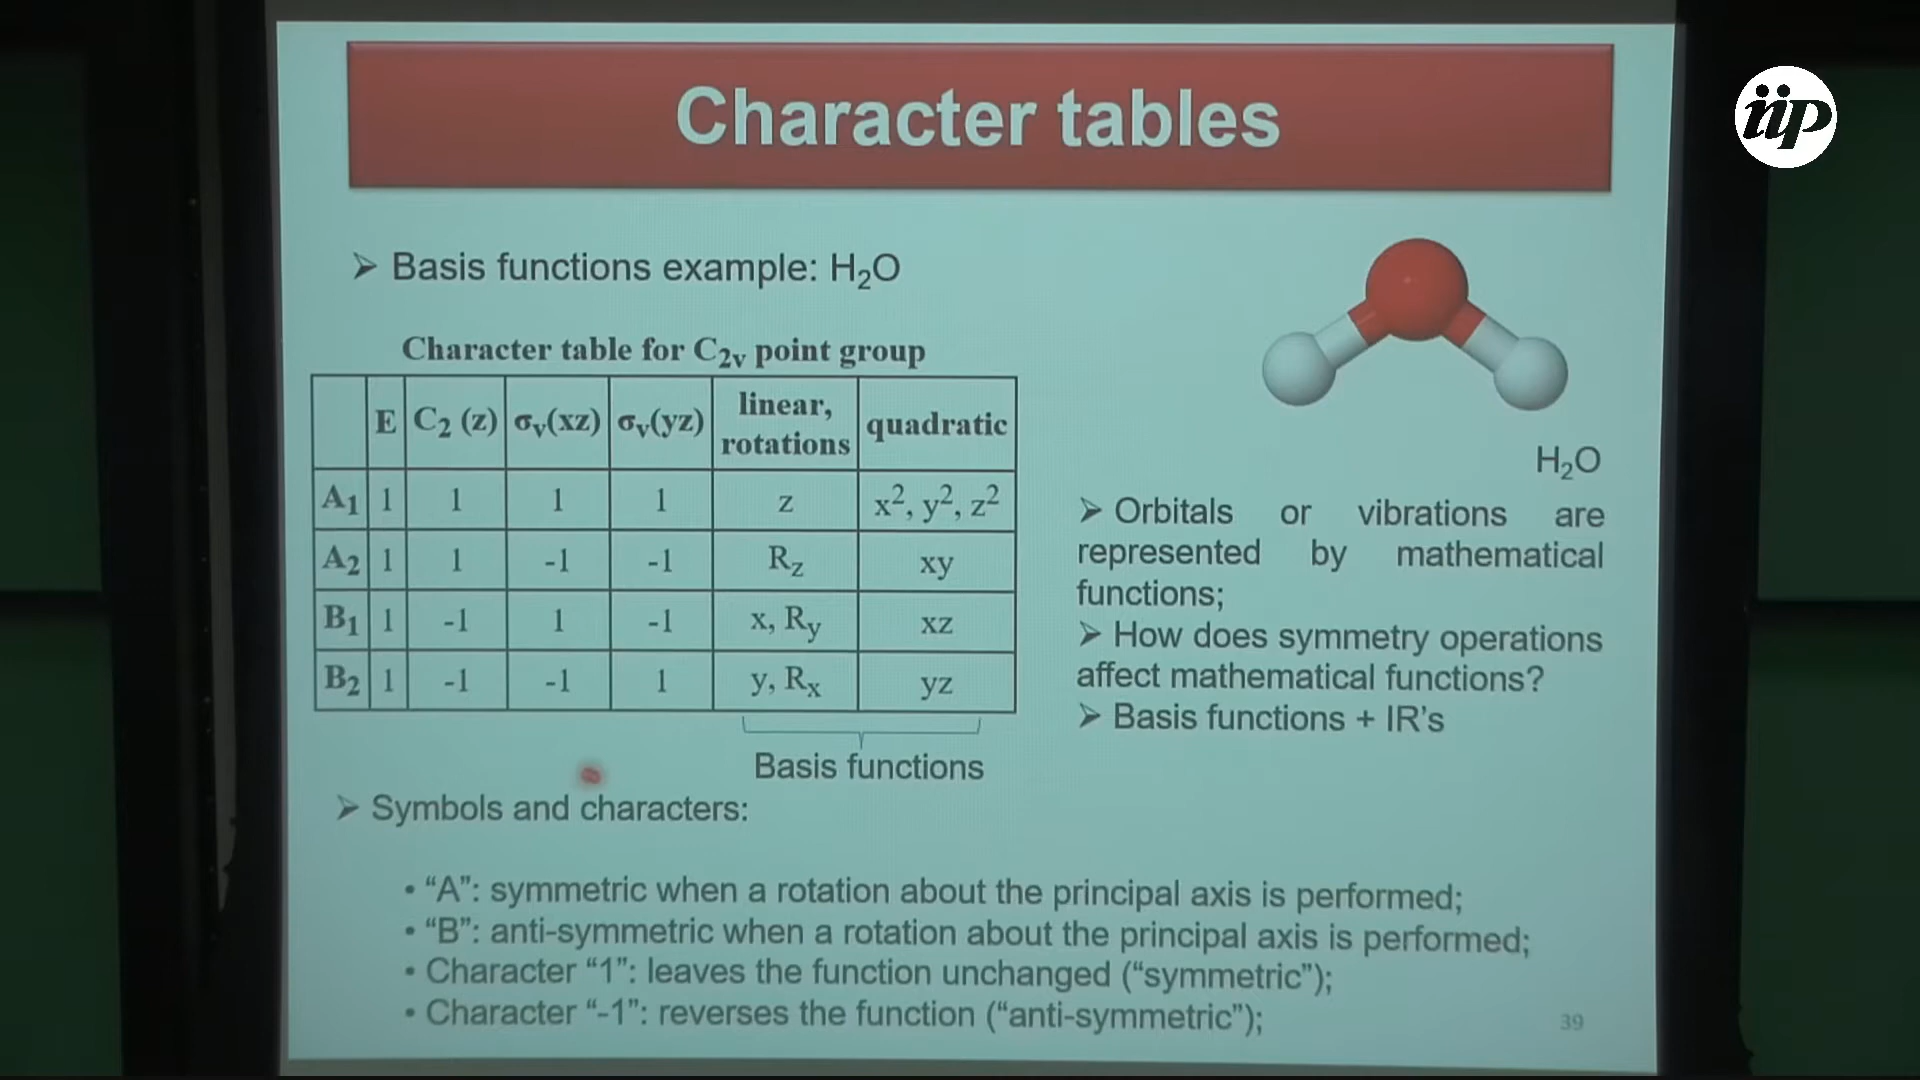 Character tables
iip
➢ Basis functions example: H₂O
Character table for C₂ᵥ point group
E C₂ (z) σᵥ(xz) σᵥ(yz) linear, rotations quadratic
A₁ 1 1 1 1 z x², y², z²
A₂ 1 1 -1 -1 R_z xy
B₁ 1 -1 1 -1 x, R_y xz
B₂ 1 -1 -1 1 y, Rₓ yz
Basis functions
H₂O
➢ Orbitals or vibrations are
represented by mathematical
functions;
➢ How does symmetry operations
affect mathematical functions?
➢ Basis functions + IR's
➢ Symbols and characters:
• “A”: symmetric when a rotation about the principal axis is performed;
• “B”: anti-symmetric when a rotation about the principal axis is performed;
• Character “1”: leaves the function unchanged (“symmetric”);
• Character “-1”: reverses the function (“anti-symmetric”);
39